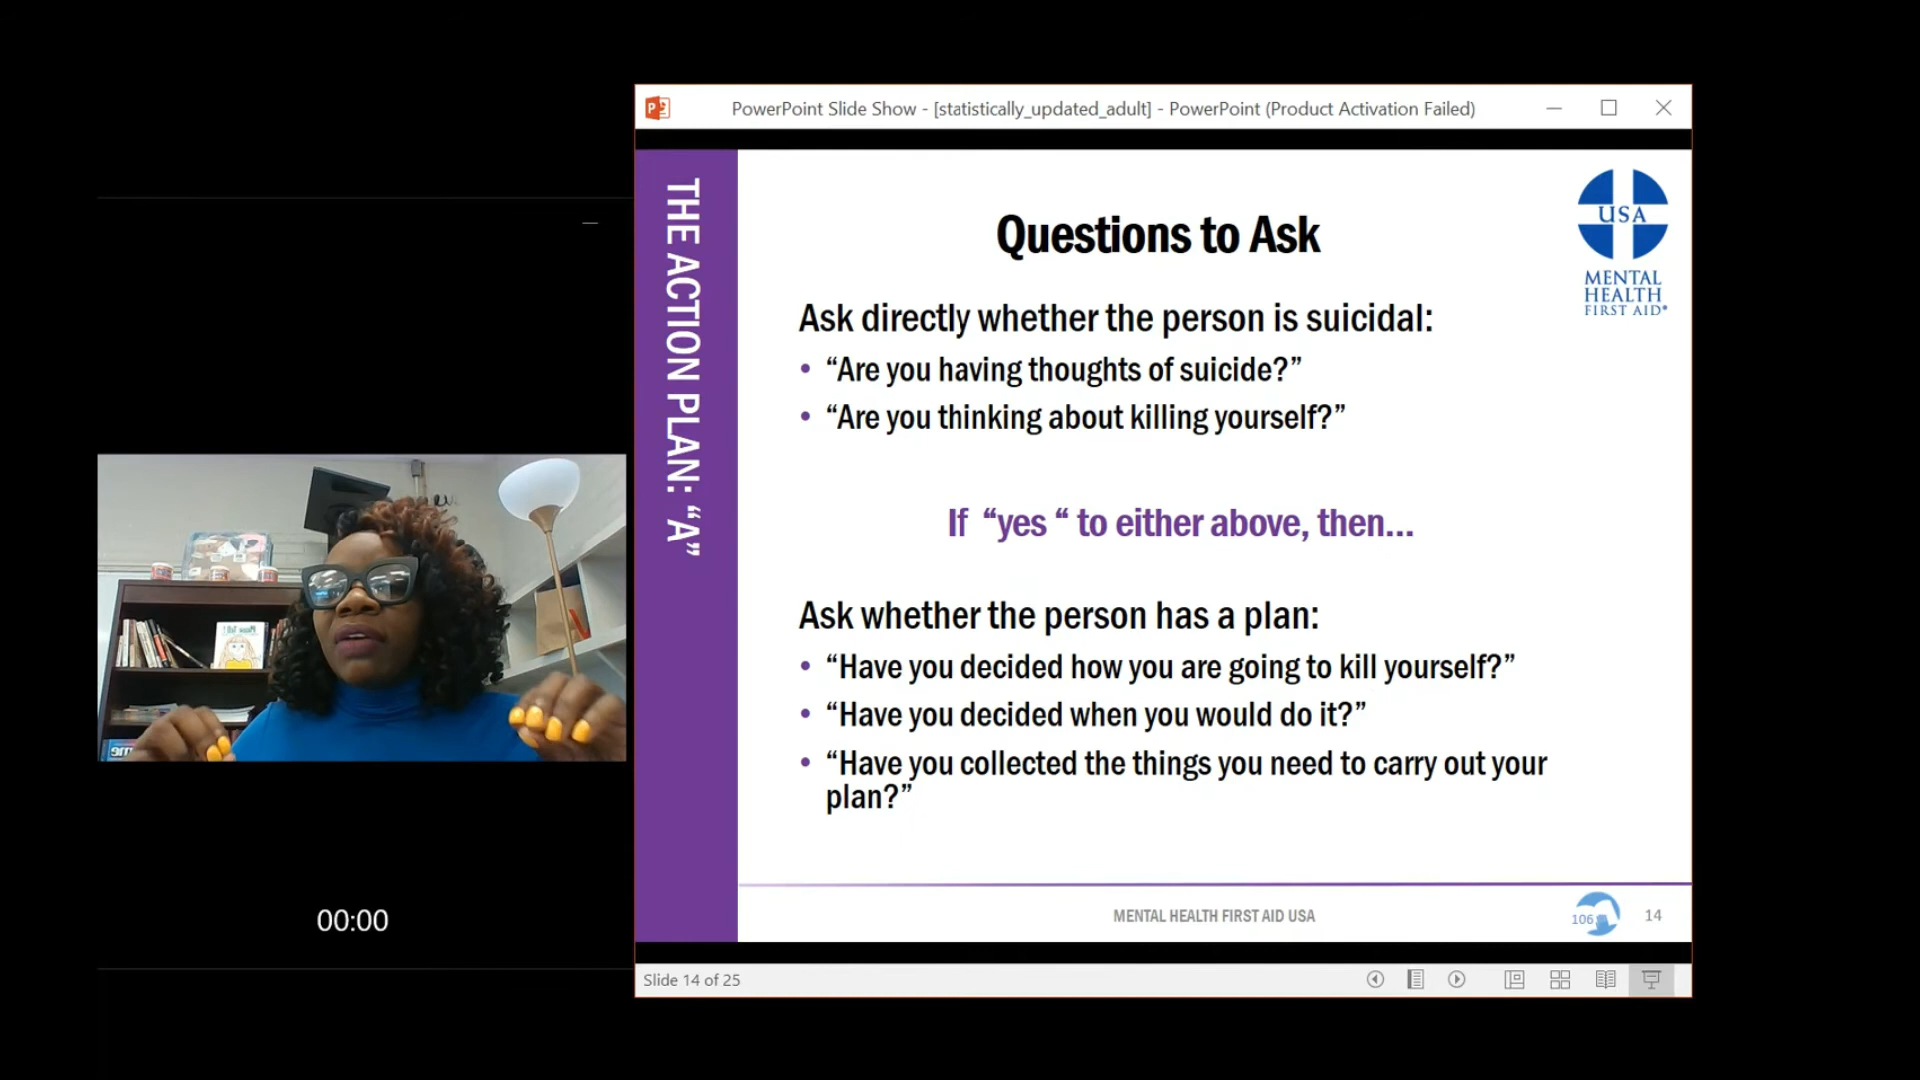 PowerPoint Slide Show - [statistically_updated_adult] - PowerPoint (Product Activation Failed)
THE ACTION PLAN: “A”
USA
MENTAL
HEALTH
FIRST AID®
Questions to Ask
Ask directly whether the person is suicidal:
• “Are you having thoughts of suicide?”
• “Are you thinking about killing yourself?”
If “yes “ to either above, then...
Ask whether the person has a plan:
• “Have you decided how you are going to kill yourself?”
• “Have you decided when you would do it?”
• “Have you collected the things you need to carry out your
plan?”
MENTAL HEALTH FIRST AID USA
106
14
Slide 14 of 25
00:00